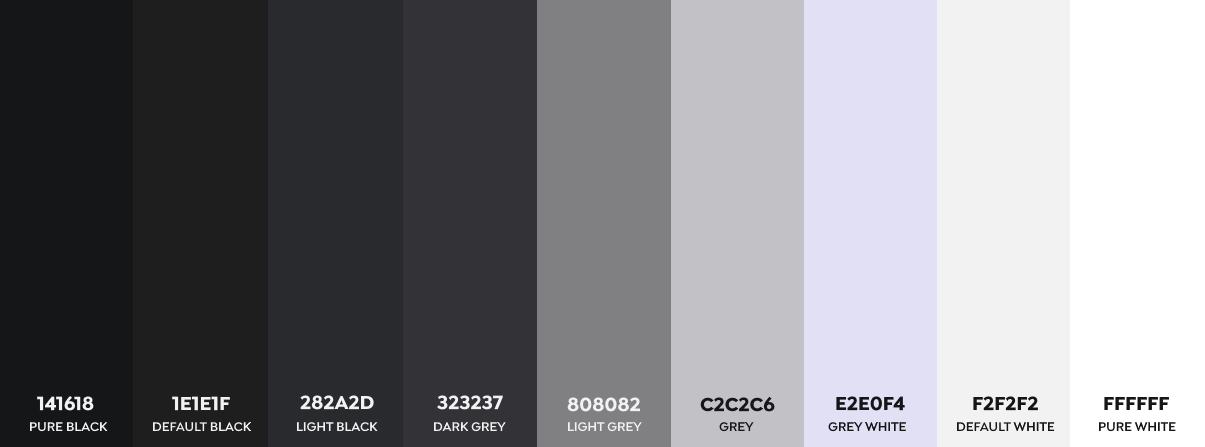 141618
PURE BLACK
1E1E1F
DEFAULT BLACK
282A2D
LIGHT BLACK
323237
DARK GREY
808082
LIGHT GREY
C2C2C6
GREY
E2E0F4
GREY WHITE
F2F2F2
DEFAULT WHITE
FFFFFF
PURE WHITE